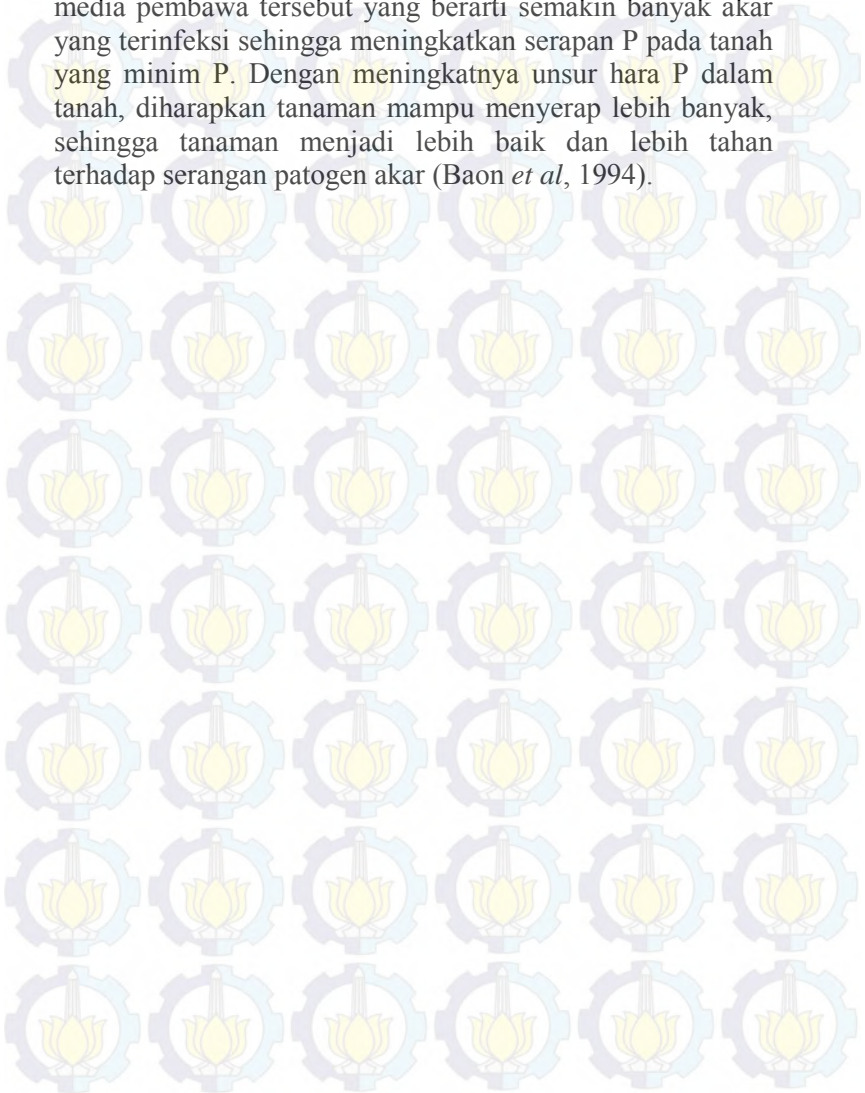 media pembawa tersebut yang berarti semakin banyak akar
yang terinfeksi sehingga meningkatkan serapan P pada tanah
yang minim P. Dengan meningkatnya unsur hara P dalam
tanah, diharapkan tanaman mampu menyerap lebih banyak,
sehingga tanaman menjadi lebih baik dan lebih tahan
terhadap serangan patogen akar (Baon et al, 1994).